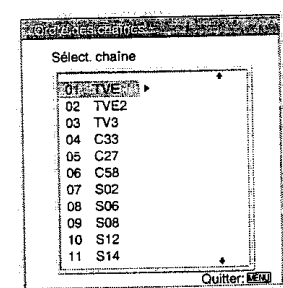 Ordre des chaînes
Sélect. chaîne
01 TVE
02 TVE2
03 TV3
04 C33
05 C27
06 C58
07 S02
08 S06
09 S08
10 S12
11 S14
Quitter: MENU